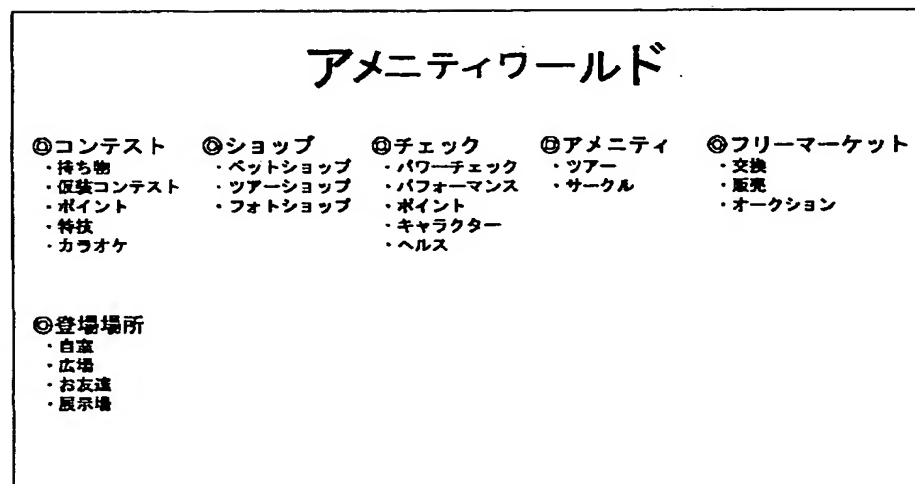 アメニティワールド
◎コンテスト
・持ち物
・仮装コンテスト
・ポイント
・特技
・カラオケ
◎ショップ
・ペットショップ
・ツアーショップ
・フォトショップ
◎チェック
・パワーチェック
・パフォーマンス
・ポイント
・キャラクター
・ヘルス
◎アメニティ
・ツアー
・サークル
◎フリーマーケット
・交換
・販売
・オークション
◎登場場所
・自室
・広場
・お友達
・展示場